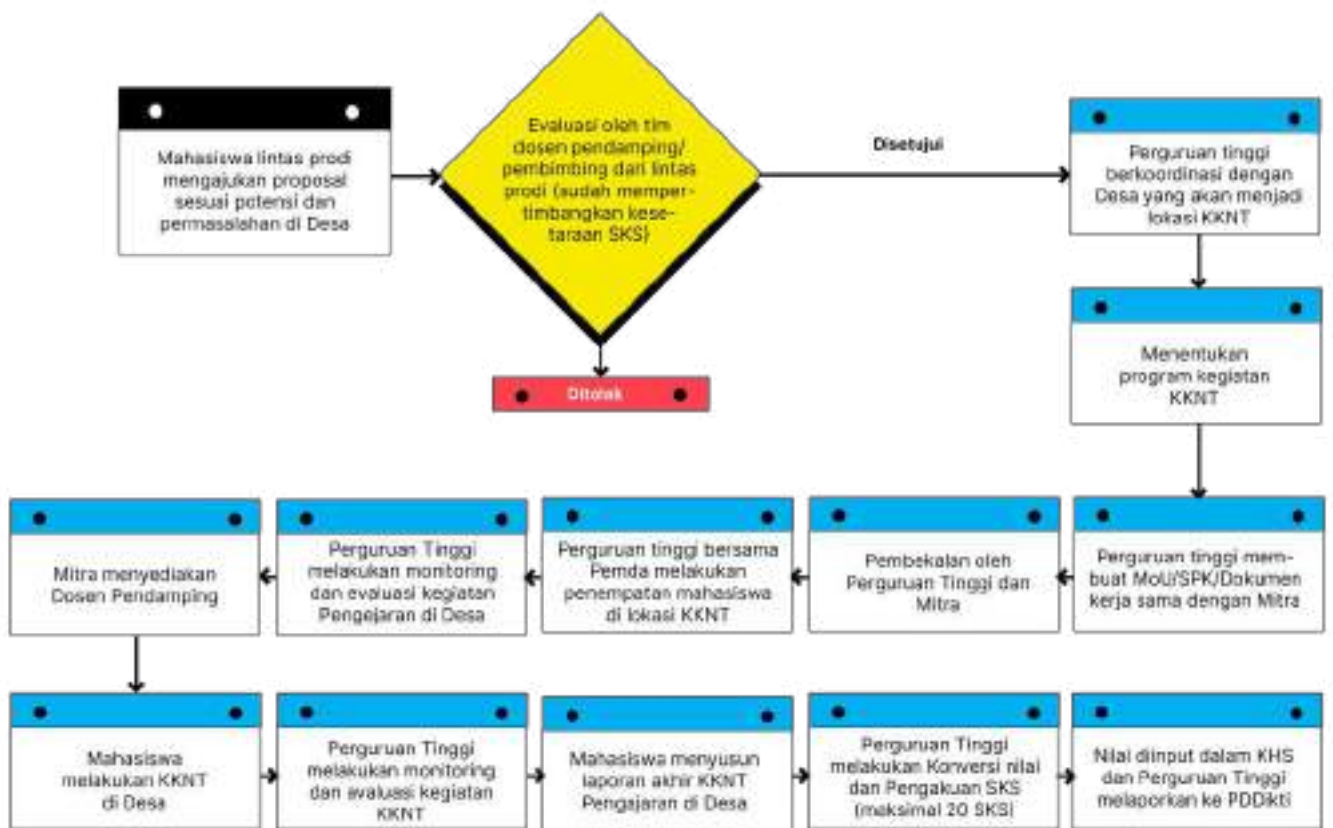 Mahasiswa lintas prodi
mengajukan proposal
sesuai potensi dan
permasalahan di Desa
Evaluasi oleh tim
dosen pendamping/
pembimbing dari lintas
prodi (sudah memper-
timbangkan kese-
taraan SKS)
Disetujui
Ditolak
Perguruan tinggi
berkoordinasi dengan
Desa yang akan menjadi
lokasi KKNT
Menentukan
program kegiatan
KKNT
Perguruan tinggi mem-
buat MoU/SPK/Dokumen
kerja sama dengan Mitra
Pembekalan oleh
Perguruan Tinggi dan
Mitra
Perguruan tinggi bersama
Pemda melakukan
penempatan mahasiswa
di lokasi KKNT
Perguruan Tinggi
melakukan monitoring
dan evaluasi kegiatan
Pengejaran di Desa
Mitra menyediakan
Dosen Pendamping
Mahasiswa
melakukan KKNT
di Desa
Perguruan Tinggi
melakukan monitoring
dan avaluasi kegiatan
KKNT
Mahasiswa menyusun
laporan akhir KKNT
Pengajaran di Desa
Perguruan Tinggi
melakukan Konversi nilai
dan Pengakuan SKS
(maksimal 20 SKS)
Nilai diinput dalam KHS
dan Perguruan Tinggi
melaporkan ke PDDikti